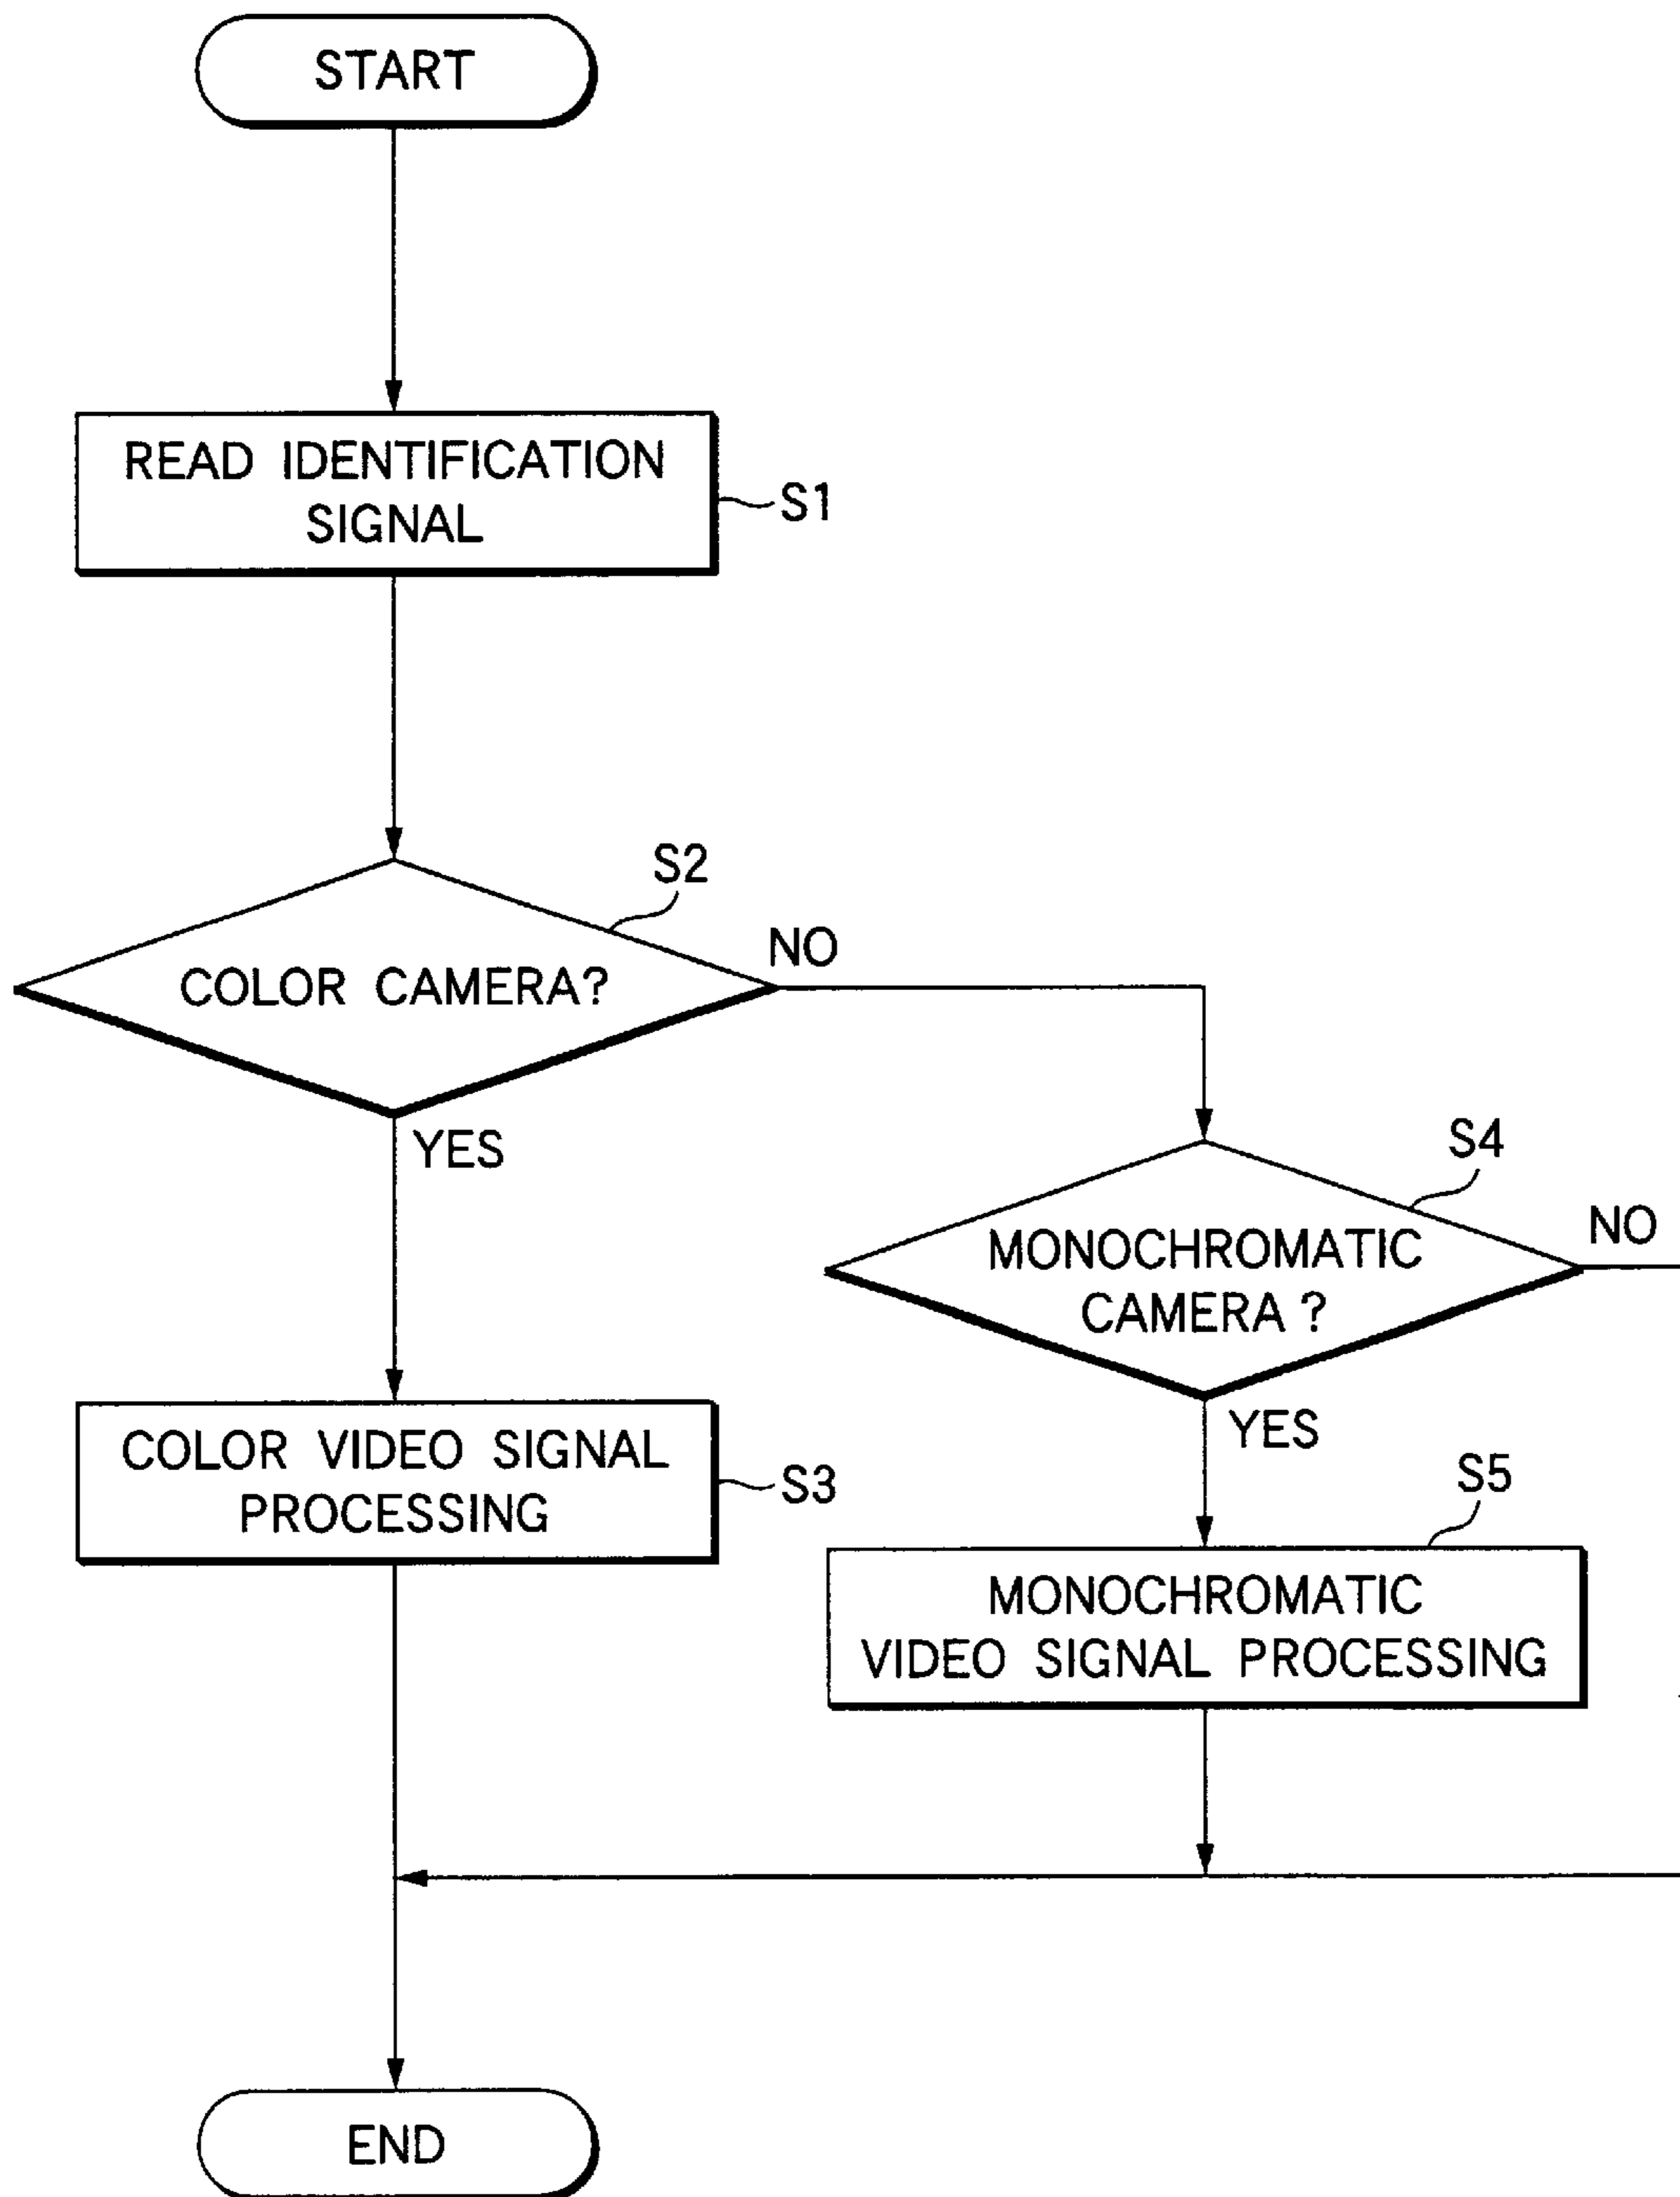 START
READ IDENTIFICATION
SIGNAL
S1
S2
COLOR CAMERA?
NO
YES
S4
MONOCHROMATIC
CAMERA ?
NO
YES
COLOR VIDEO SIGNAL
PROCESSING
S3
S5
MONOCHROMATIC
VIDEO SIGNAL PROCESSING
END